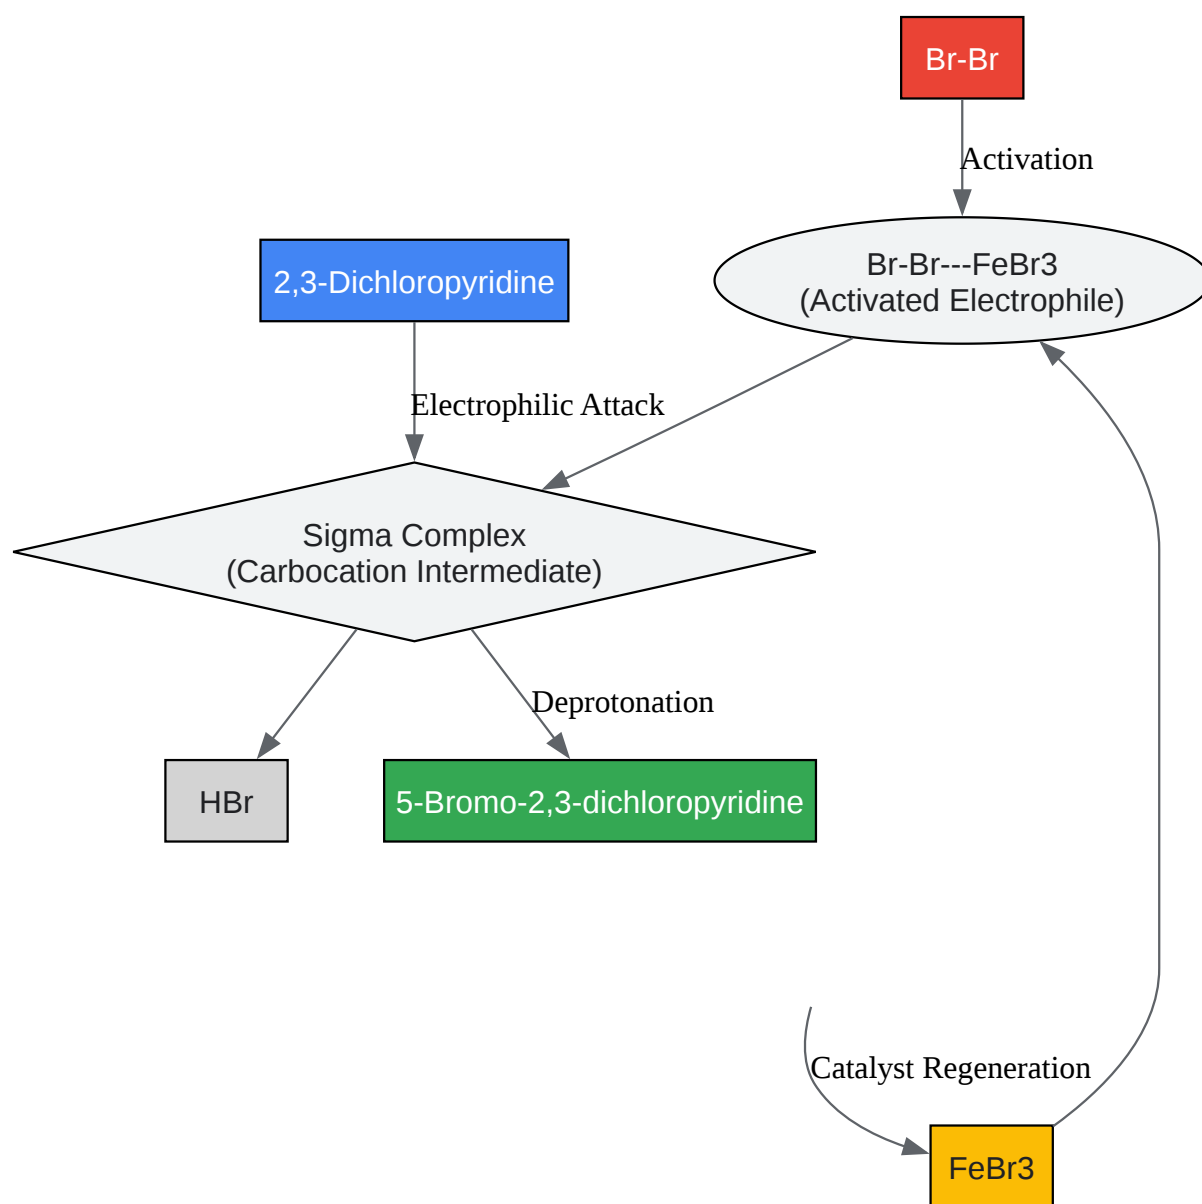 Br-Br
Activation
2,3-Dichloropyridine
Br-Br---FeBr3
(Activated Electrophile)
Electrophilic Attack
Sigma Complex
(Carbocation Intermediate)
Deprotonation
HBr
5-Bromo-2,3-dichloropyridine
Catalyst Regeneration
FeBr3